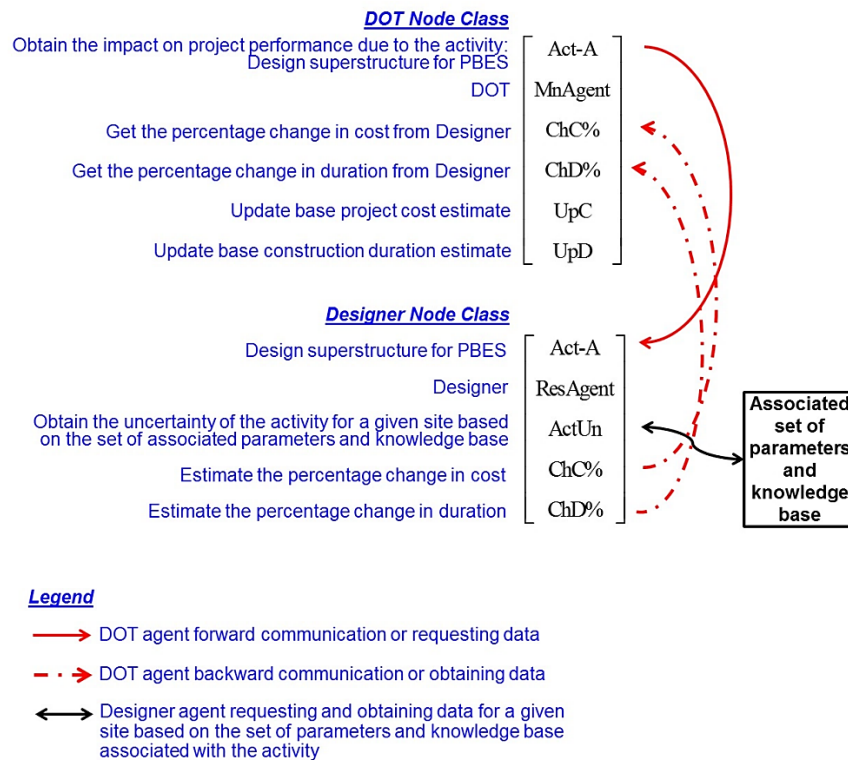 DOT Node Class
Obtain the impact on project performance due to the activity:
Design superstructure for PBES
Act-A
DOT
MnAgent
Get the percentage change in cost from Designer
ChC%
Get the percentage change in duration from Designer
ChD%
Update base project cost estimate
UpC
Update base construction duration estimate
UpD
Designer Node Class
Design superstructure for PBES
Act-A
Designer
ResAgent
Obtain the uncertainty of the activity for a given site based
on the set of associated parameters and knowledge base
ActUn
Estimate the percentage change in cost
ChC%
Estimate the percentage change in duration
ChD%
Associated
set of
parameters
and
knowledge
base
Legend
DOT agent forward communication or requesting data
DOT agent backward communication or obtaining data
Designer agent requesting and obtaining data for a given
site based on the set of parameters and knowledge base
associated with the activity